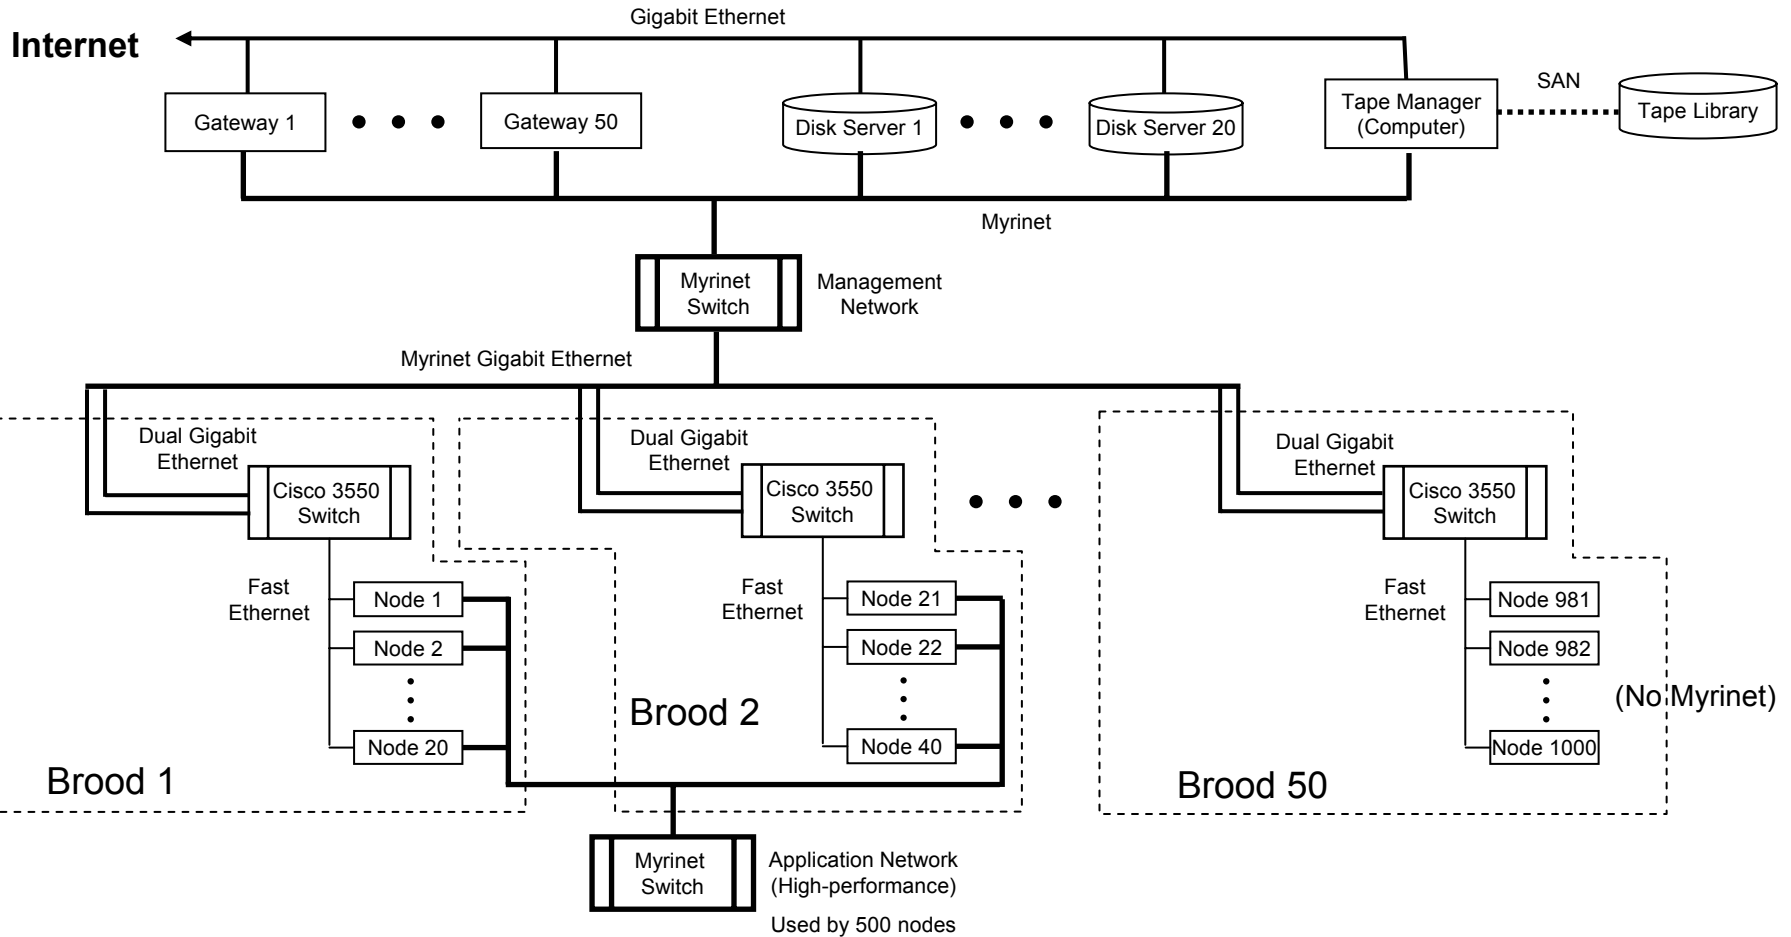 Gigabit Ethernet
Internet
SAN
Gateway 1
Gateway 50
Disk Server 1
Disk Server 20
Tape Manager
(Computer)
Tape Library
Myrinet
Myrinet
Switch
Management
Network
Myrinet Gigabit Ethernet
Dual Gigabit
Ethernet
Cisco 3550
Switch
Fast
Ethernet
Node 1
Node 2
Node 20
Brood 1
Dual Gigabit
Ethernet
Cisco 3550
Switch
Fast
Ethernet
Node 21
Node 22
Node 40
Brood 2
Dual Gigabit
Ethernet
Cisco 3550
Switch
Fast
Ethernet
Node 981
Node 982
Node 1000
(No Myrinet)
Brood 50
Myrinet
Switch
Application Network
(High-performance)
Used by 500 nodes